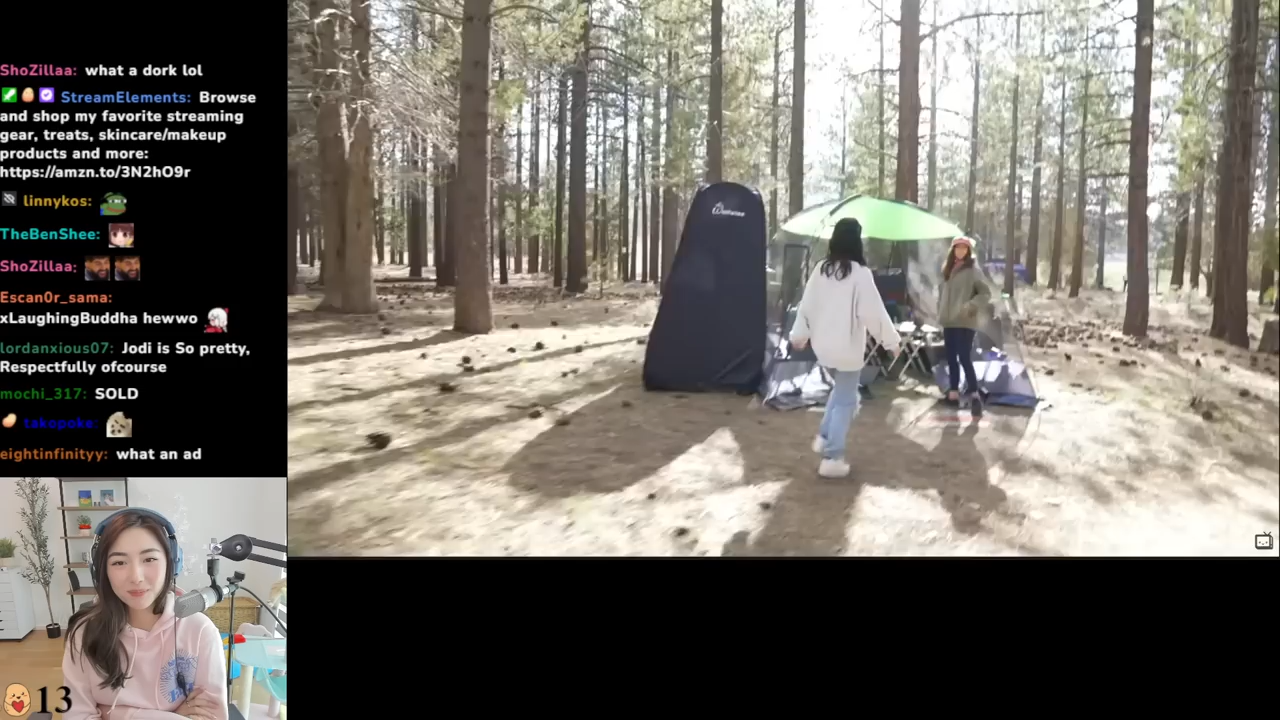 ShoZillaa: what a dork lol
StreamElements: Browse
and shop my favorite streaming
gear, treats, skincare/makeup
products and more:
https://amzn.to/3N2hO9r
linnykos:
TheBenShee:
ShoZillaa:
Escan0r_sama:
xLaughingBuddha hewwo
lordanxious07: Jodi is So pretty,
Respectfully ofcourse
mochi_317: SOLD
takopoke:
eightinfinityy: what an ad
13